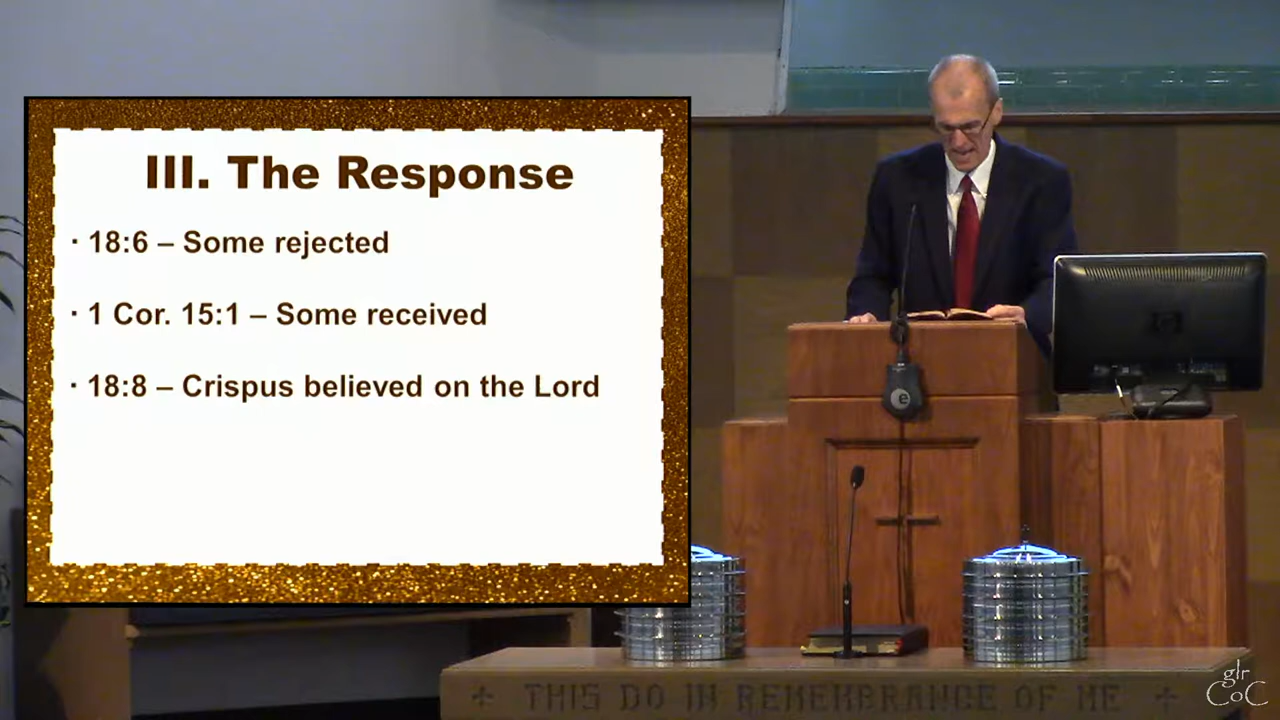 III. The Response
· 18:6 – Some rejected
· 1 Cor. 15:1 – Some received
· 18:8 – Crispus believed on the Lord
e
THIS DO IN REMEMBRANCE OF ME
glr
CoC